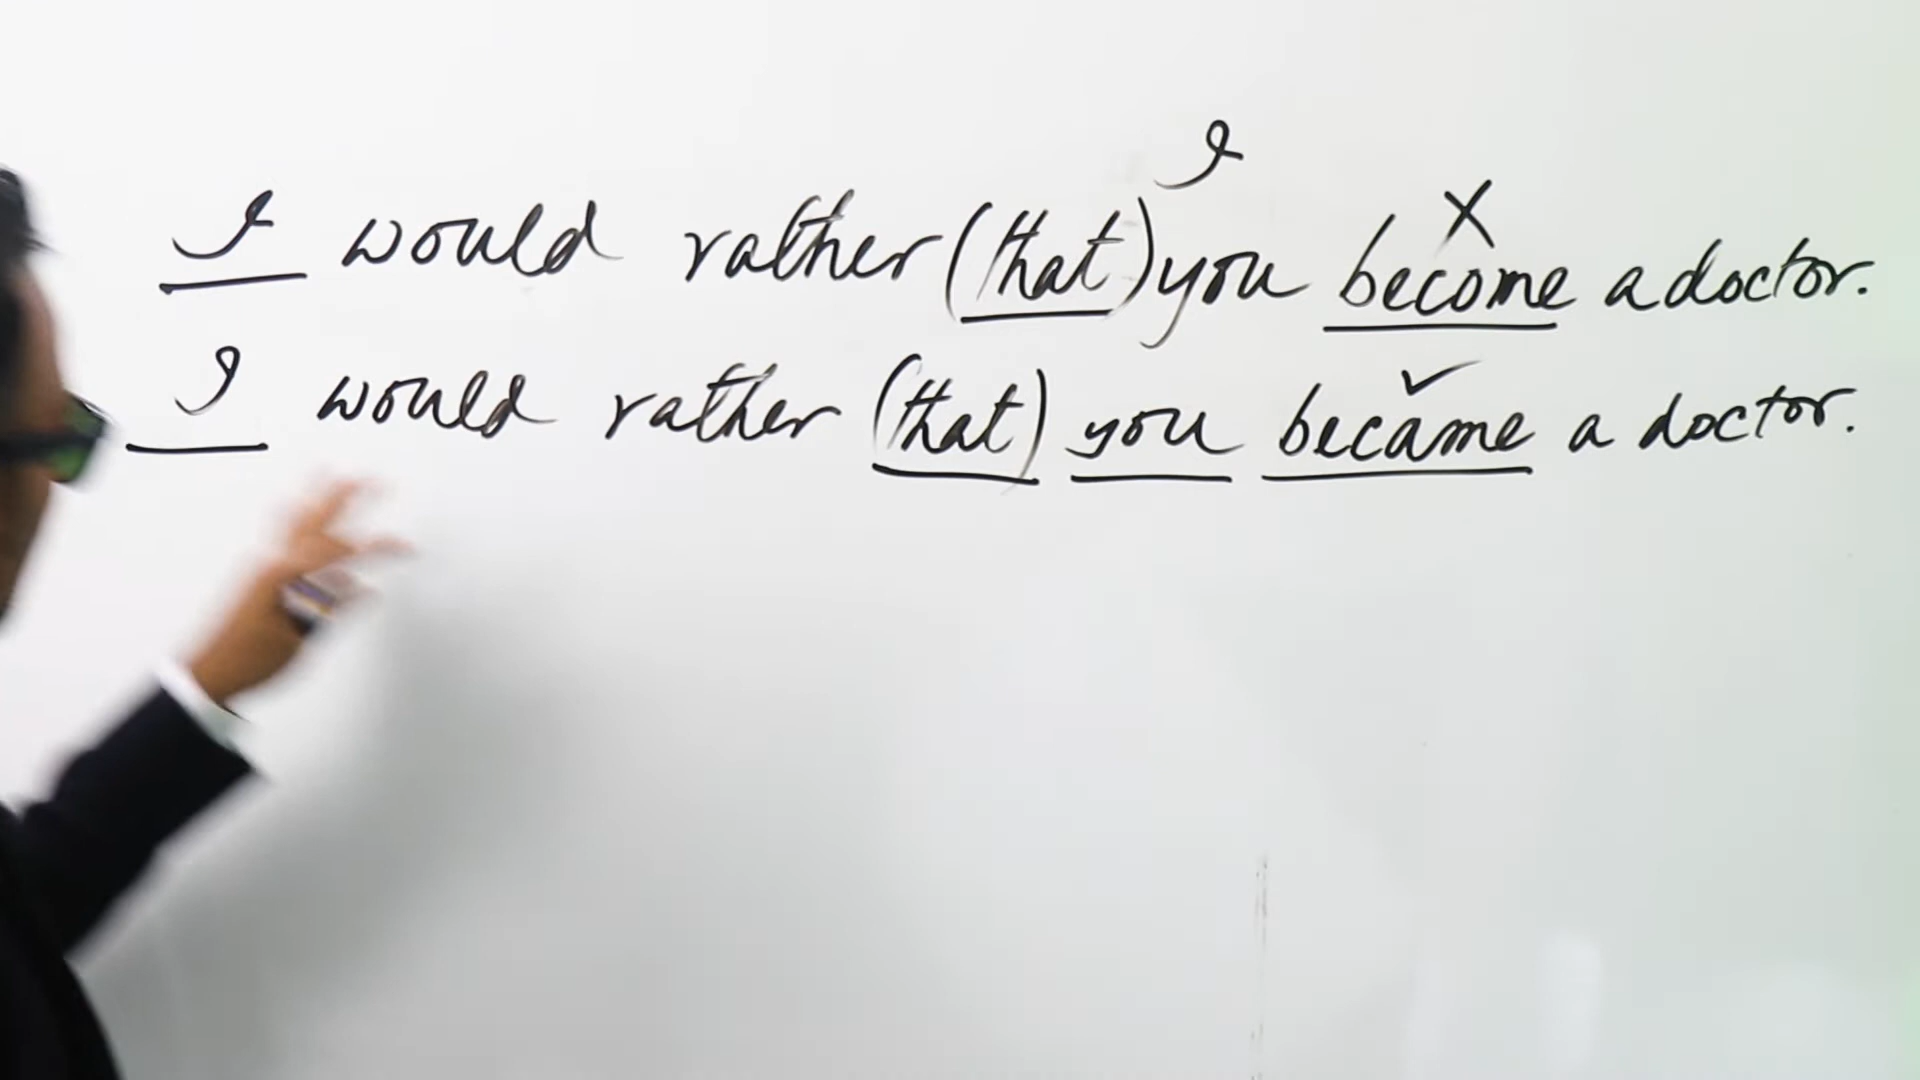 I
I would rather (that) you become X a doctor.
I would rather (that) you became ✓ a doctor.